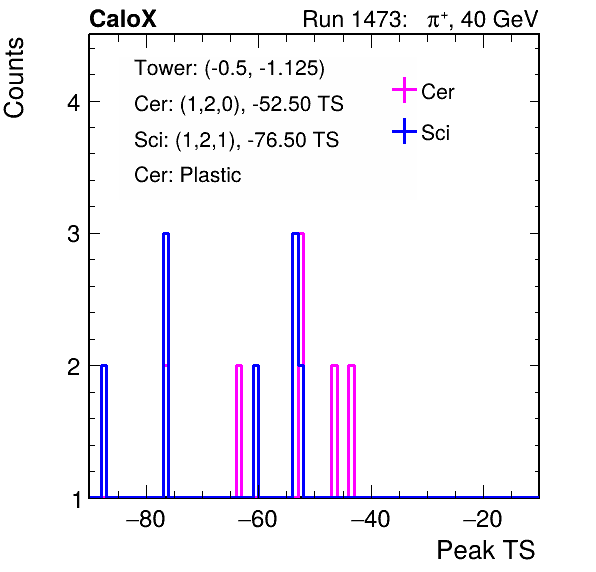 CaloX Run 1473: π⁺, 40 GeV
Counts
Tower: (-0.5, -1.125)
Cer: (1,2,0), -52.50 TS
Sci: (1,2,1), -76.50 TS
Cer: Plastic
Cer
Sci
4
3
2
1
−80 −60 −40 −20
Peak TS